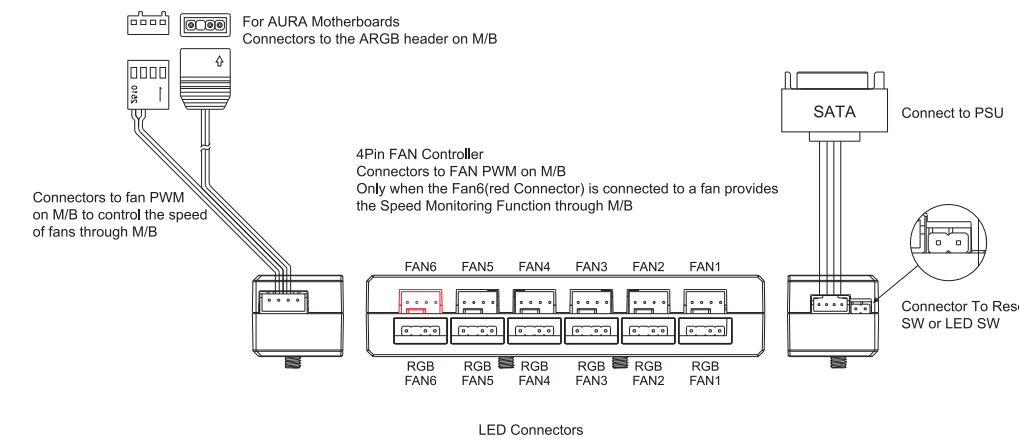 For AURA Motherboards
Connectors to the ARGB header on M/B
SATA
Connect to PSU
4Pin FAN Controller
Connectors to FAN PWM on M/B
Only when the Fan6(red Connector) is connected to a fan provides
the Speed Monitoring Function through M/B
Connectors to fan PWM
on M/B to control the speed
of fans through M/B
FAN6 FAN5 FAN4 FAN3 FAN2 FAN1
Connector To Rese
SW or LED SW
RGB RGB RGB RGB RGB RGB
FAN6 FAN5 FAN4 FAN3 FAN2 FAN1
LED Connectors